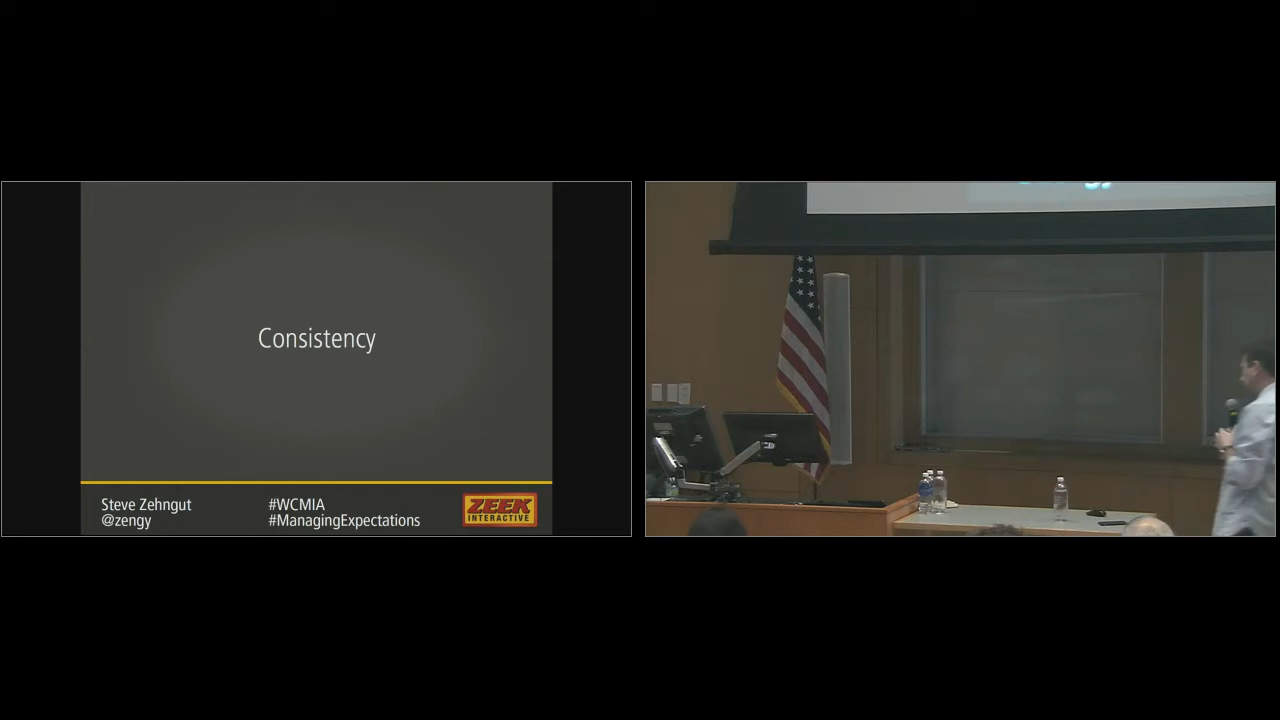 Consistency
Steve Zehngut
@zengy
#WCMIA
#ManagingExpectations
ZEEK
INTERACTIVE